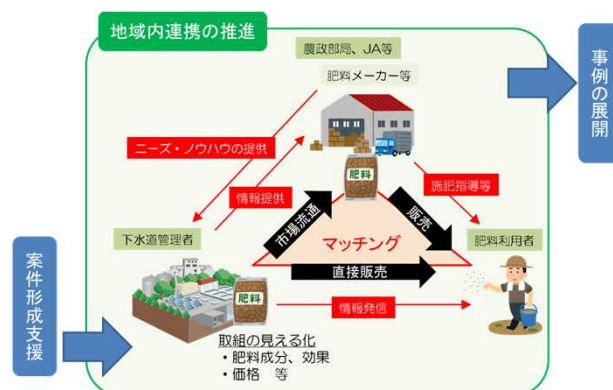 地域内連携の推進
農政部局、JA等
肥料メーカー等
事例の展開
ニーズ・ノウハウの提供
情報提供
肥料
施肥指導等
下水道管理者
市場流通
販売
肥料利用者
マッチング
直接販売
案件形成支援
肥料
情報発信
取組の見える化
・肥料成分、効果
・価格 等